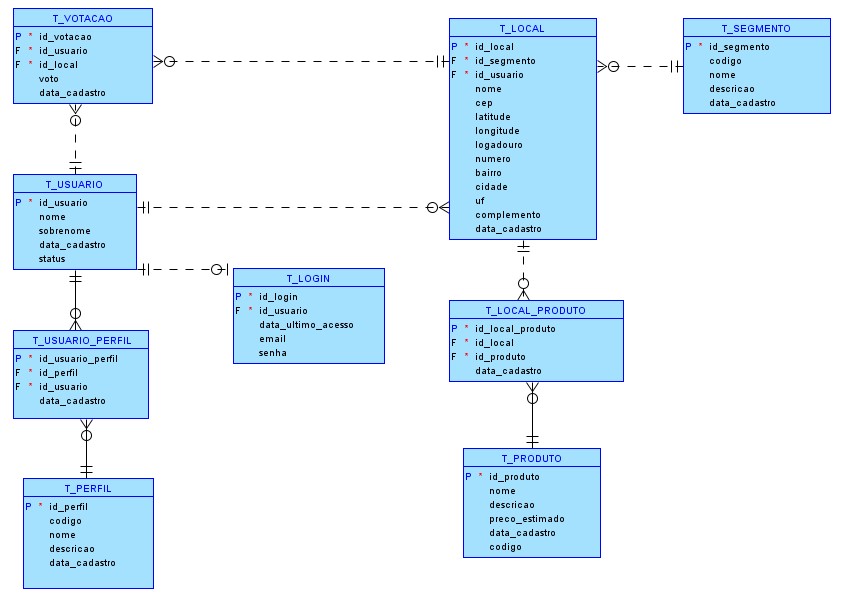 T_VOTACAO
P * id_votacao
F * id_usuario
F * id_local
voto
data_cadastro
T_LOCAL
P * id_local
F * id_segmento
F * id_usuario
nome
cep
latitude
longitude
logadouro
numero
bairro
cidade
uf
complemento
data_cadastro
T_SEGMENTO
P * id_segmento
codigo
nome
descricao
data_cadastro
T_USUARIO
P * id_usuario
nome
sobrenome
data_cadastro
status
T_LOGIN
P * id_login
F * id_usuario
data_ultimo_acesso
email
senha
T_USUARIO_PERFIL
P * id_usuario_perfil
F * id_perfil
F * id_usuario
data_cadastro
T_LOCAL_PRODUTO
P * id_local_produto
F * id_local
F * id_produto
data_cadastro
T_PERFIL
P * id_perfil
codigo
nome
descricao
data_cadastro
T_PRODUTO
P * id_produto
nome
descricao
preco_estimado
data_cadastro
codigo